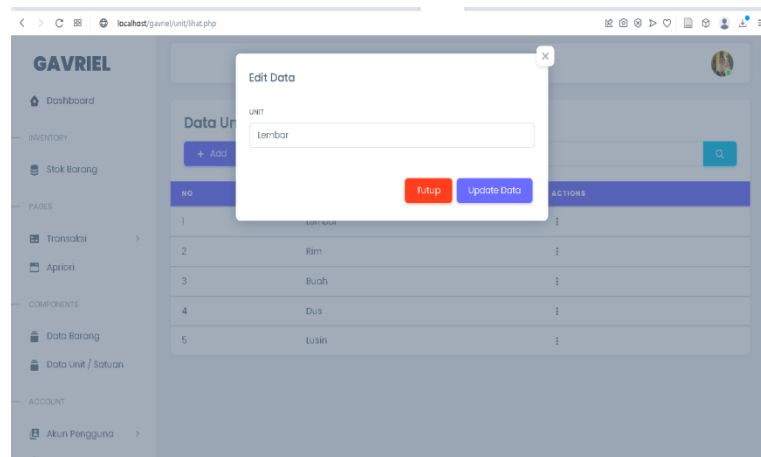 localhost/gavriel/unit/lihat.php
GAVRIEL
Dashboard
INVENTORY
Stok Barang
PAGES
Transaksi
Apriori
COMPONENTS
Data Barang
Data Unit / Satuan
ACCOUNT
Akun Pengguna
Edit Data
UNIT
Lembar
Tutup
Update Data
Data Un
+ Add
NO
ACTIONS
1
Lembar
2
Rim
3
Buah
4
Dus
5
Lusin